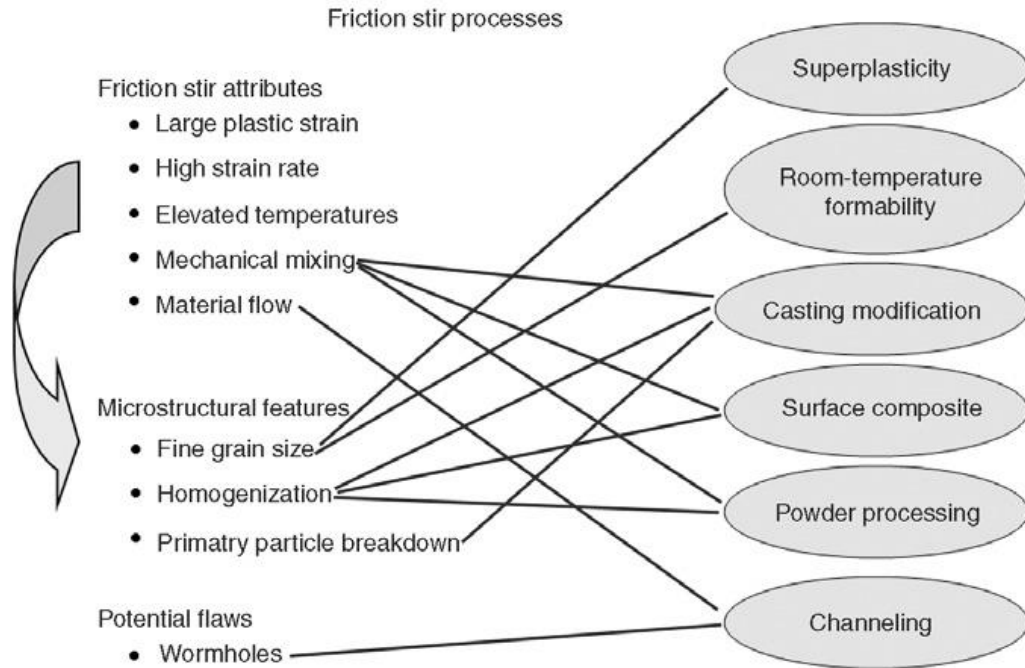 Friction stir processes
Friction stir attributes
• Large plastic strain
• High strain rate
• Elevated temperatures
• Mechanical mixing
• Material flow
Microstructural features
• Fine grain size
• Homogenization
• Primatry particle breakdown
Potential flaws
• Wormholes
Superplasticity
Room-temperature
formability
Casting modification
Surface composite
Powder processing
Channeling